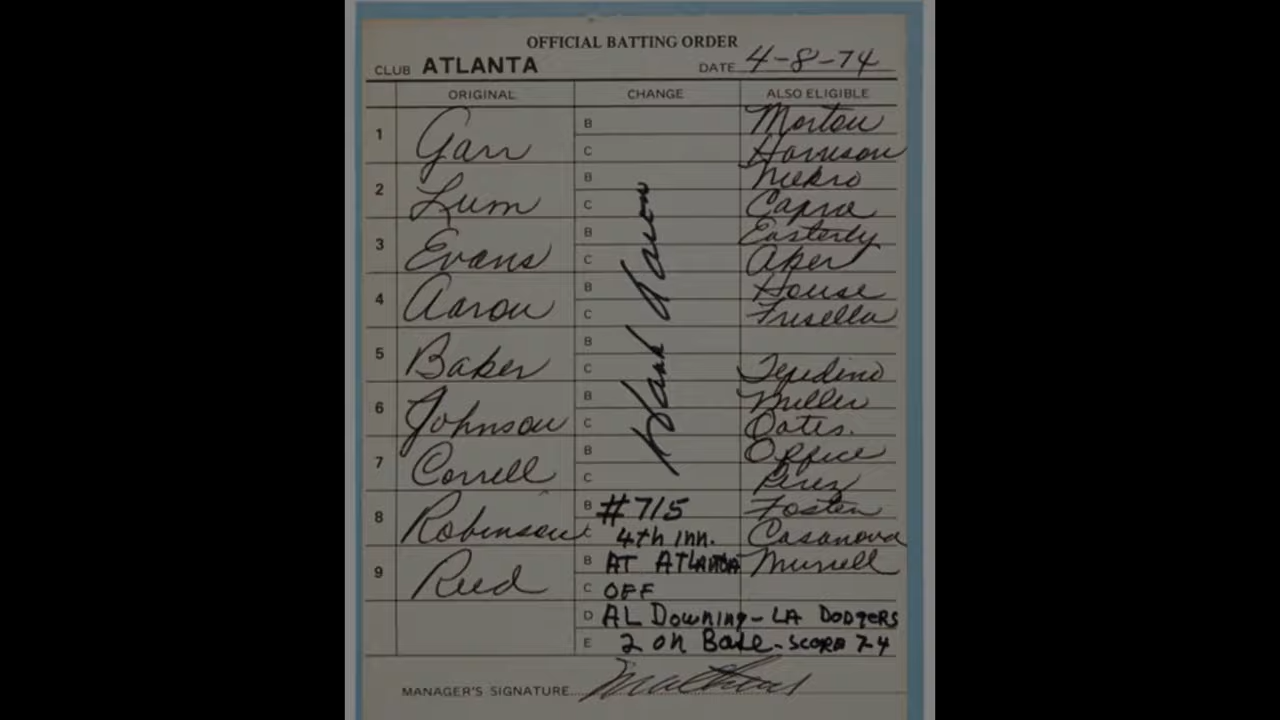 OFFICIAL BATTING ORDER
CLUB ATLANTA DATE 4-8-74
ORIGINAL CHANGE ALSO ELIGIBLE
1 Garr B Morton
C Harrison
2 Lum B Niekro
C Capra
3 Evans B Easterly
C Aker
4 Aaron B House
C Frisella
5 Baker B
C Tepedino
6 Johnson B Miller
C Oates.
7 Correll B Office
C Perez
8 Robinson B #715 Foster
C 4th inn. Casanova
9 Reed B AT ATLANTA Murrell
C OFF
D AL Downing - LA DODgERS
E 2 on Base - SCORE 7-4
Hank Aaron
MANAGER'S SIGNATURE Mathews